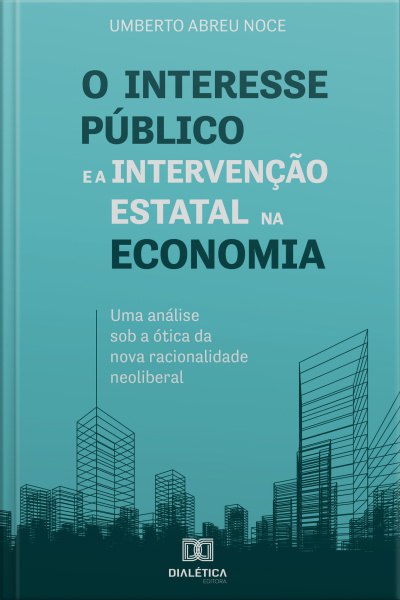 UMBERTO ABREU NOCE
O INTERESSE
PÚBLICO
E A INTERVENÇÃO
ESTATAL NA
ECONOMIA
Uma análise
sob a ótica da
nova racionalidade
neoliberal
DIALÉTICA
EDITORA